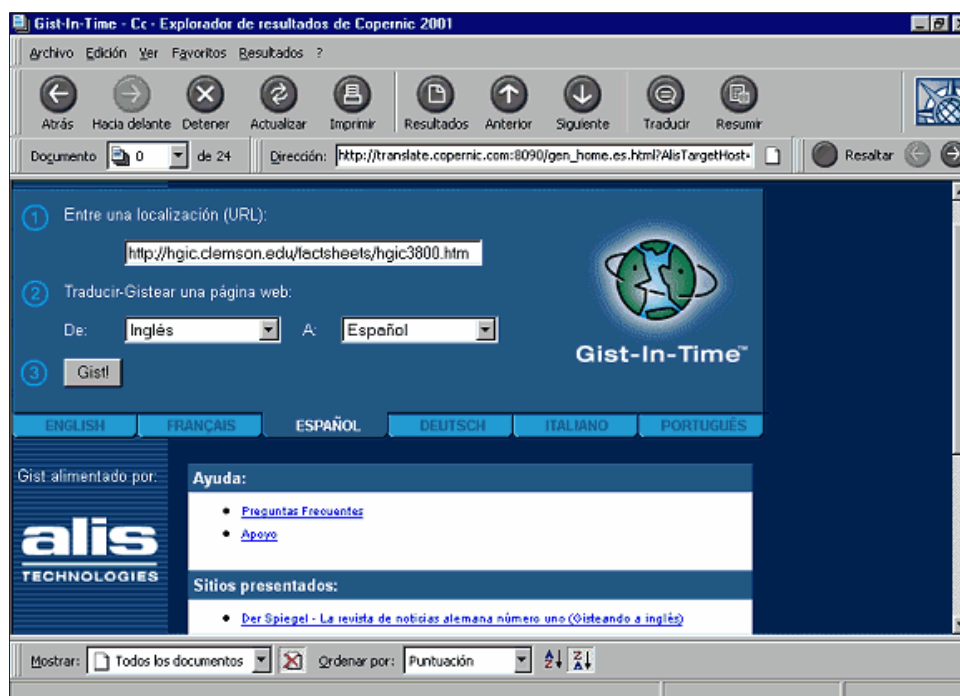 Gist-In-Time - Cc - Explorador de resultados de Copernic 2001
Archivo Edición Ver Favoritos Resultados ?
Atrás Hacia delante Detener Actualizar Imprimir Resultados Anterior Siguiente Traducir Resumir
Documento 0 de 24 Dirección: http://translate.copernic.com:8090/gen_home.es.html?AlisTargetHost= Resaltar
1 Entre una localización (URL):
http://hgic.clemson.edu/factsheets/hgic3800.htm
2 Traducir-Gistear una página web:
De: Inglés A: Español
Gist-In-Time™
3 Gist!
ENGLISH FRANÇAIS ESPAÑOL DEUTSCH ITALIANO PORTUGUÊS
Gist alimentado por:
alis
TECHNOLOGIES
Ayuda:
Preguntas Frecuentes
Apoyo
Sitios presentados:
Der Spiegel - La revista de noticias alemana número uno (Gisteando a inglés)
Mostrar: Todos los documentos Ordenar por: Puntuación